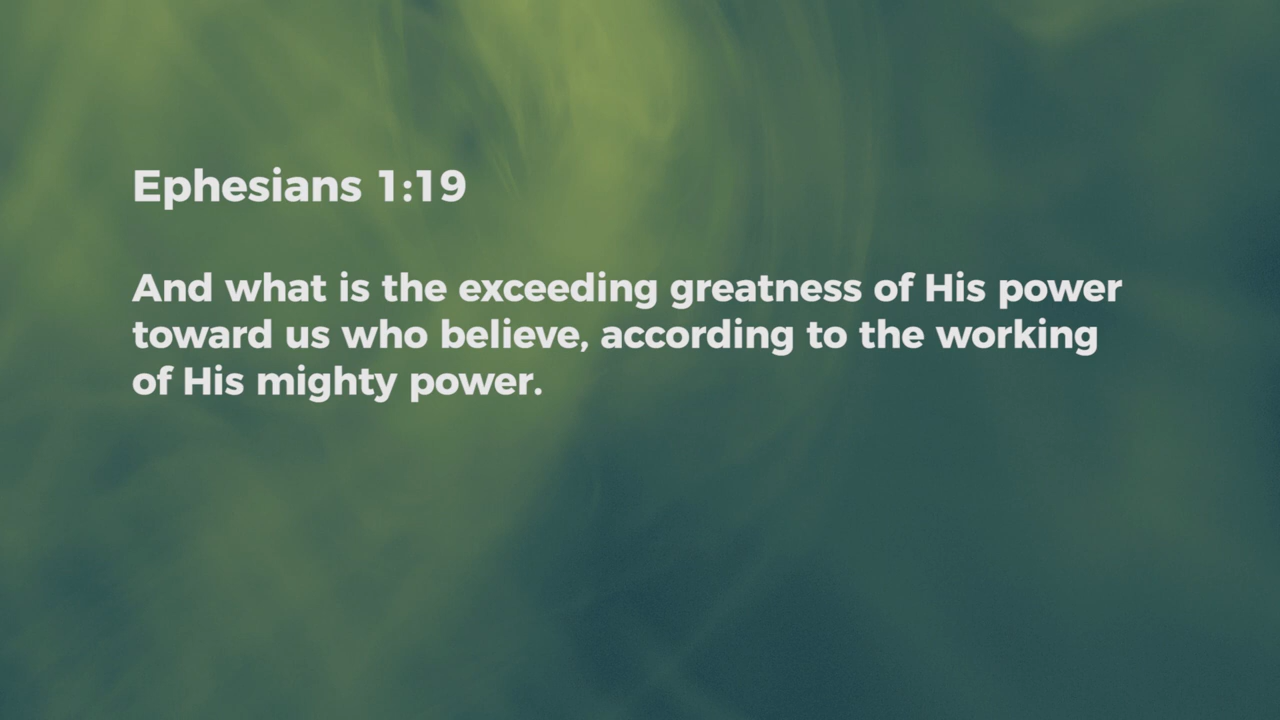 Ephesians 1:19
And what is the exceeding greatness of His power
toward us who believe, according to the working
of His mighty power.